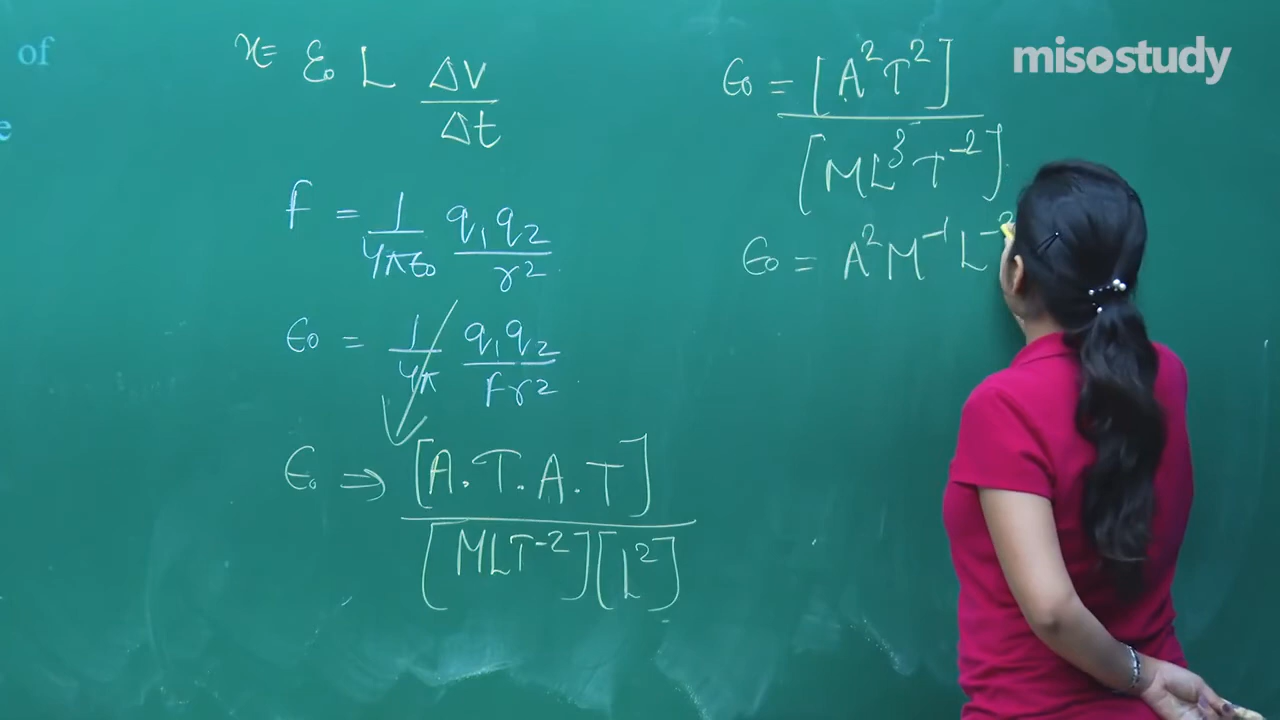 of
e
x= ε₀ L ΔV/Δt
F = 1/4πε₀ q₁q₂/r²
ε₀ = 1/4π q₁q₂/Fr²
ε₀ ⇒ [A.T.A.T]/[MLT⁻²][L²]
misostudy
ε₀ = [A²T²]/[ML³T⁻²]
ε₀ = A²M⁻¹L⁻³